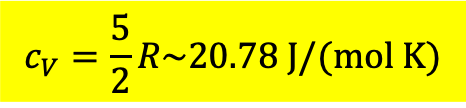 c_V = 5/2 R~20.78 J/(mol K)